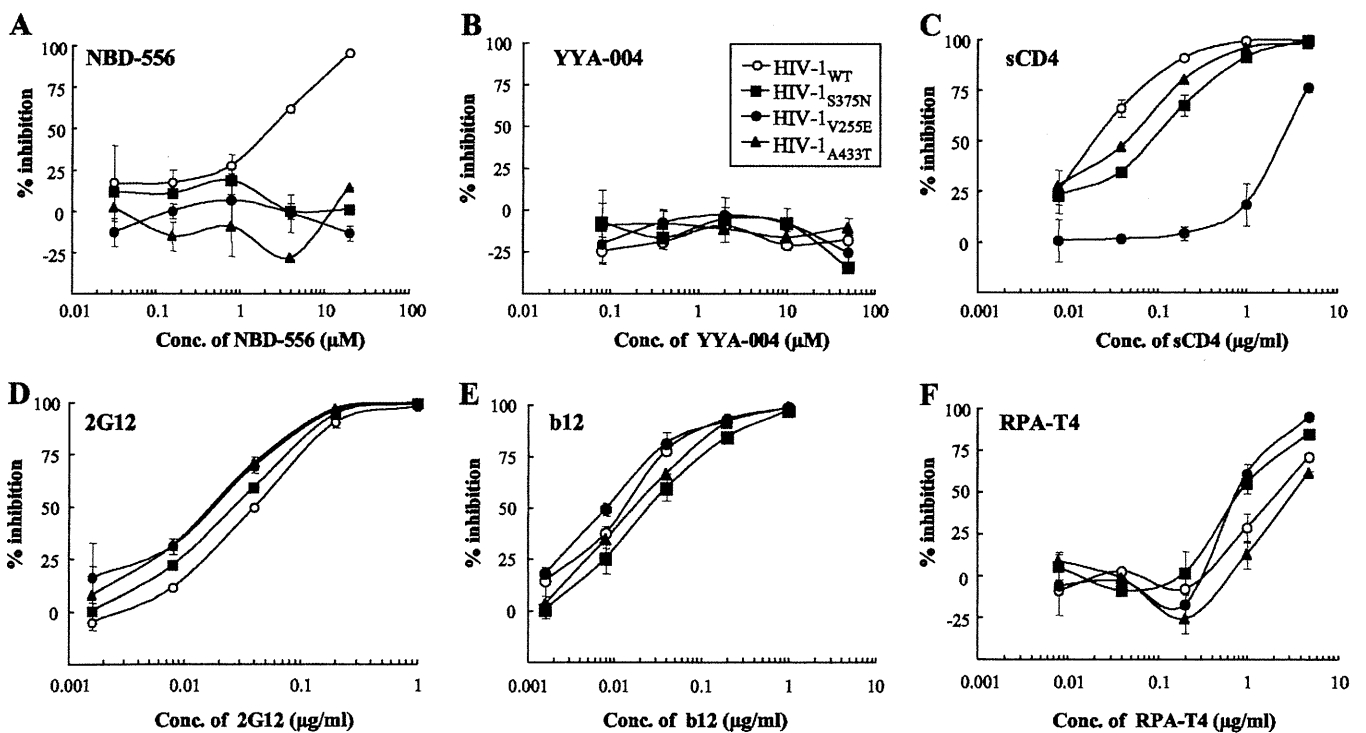 A
NBD-556
% inhibition
100
75
50
25
0
-25
0.01 0.1 1 10 100
Conc. of NBD-556 (μM)
B
YYA-004
HIV-1WT
HIV-1S375N
HIV-1V255E
HIV-1A433T
% inhibition
100
75
50
25
0
-25
0.01 0.1 1 10 100
Conc. of YYA-004 (μM)
C
sCD4
% inhibition
100
75
50
25
0
0.001 0.01 0.1 1 10
Conc. of sCD4 (μg/ml)
D
2G12
% inhibition
100
75
50
25
0
0.001 0.01 0.1 1
Conc. of 2G12 (μg/ml)
E
b12
% inhibition
100
75
50
25
0
0.001 0.01 0.1 1 10
Conc. of b12 (μg/ml)
F
RPA-T4
% inhibition
100
75
50
25
0
-25
0.001 0.01 0.1 1 10
Conc. of RPA-T4 (μg/ml)